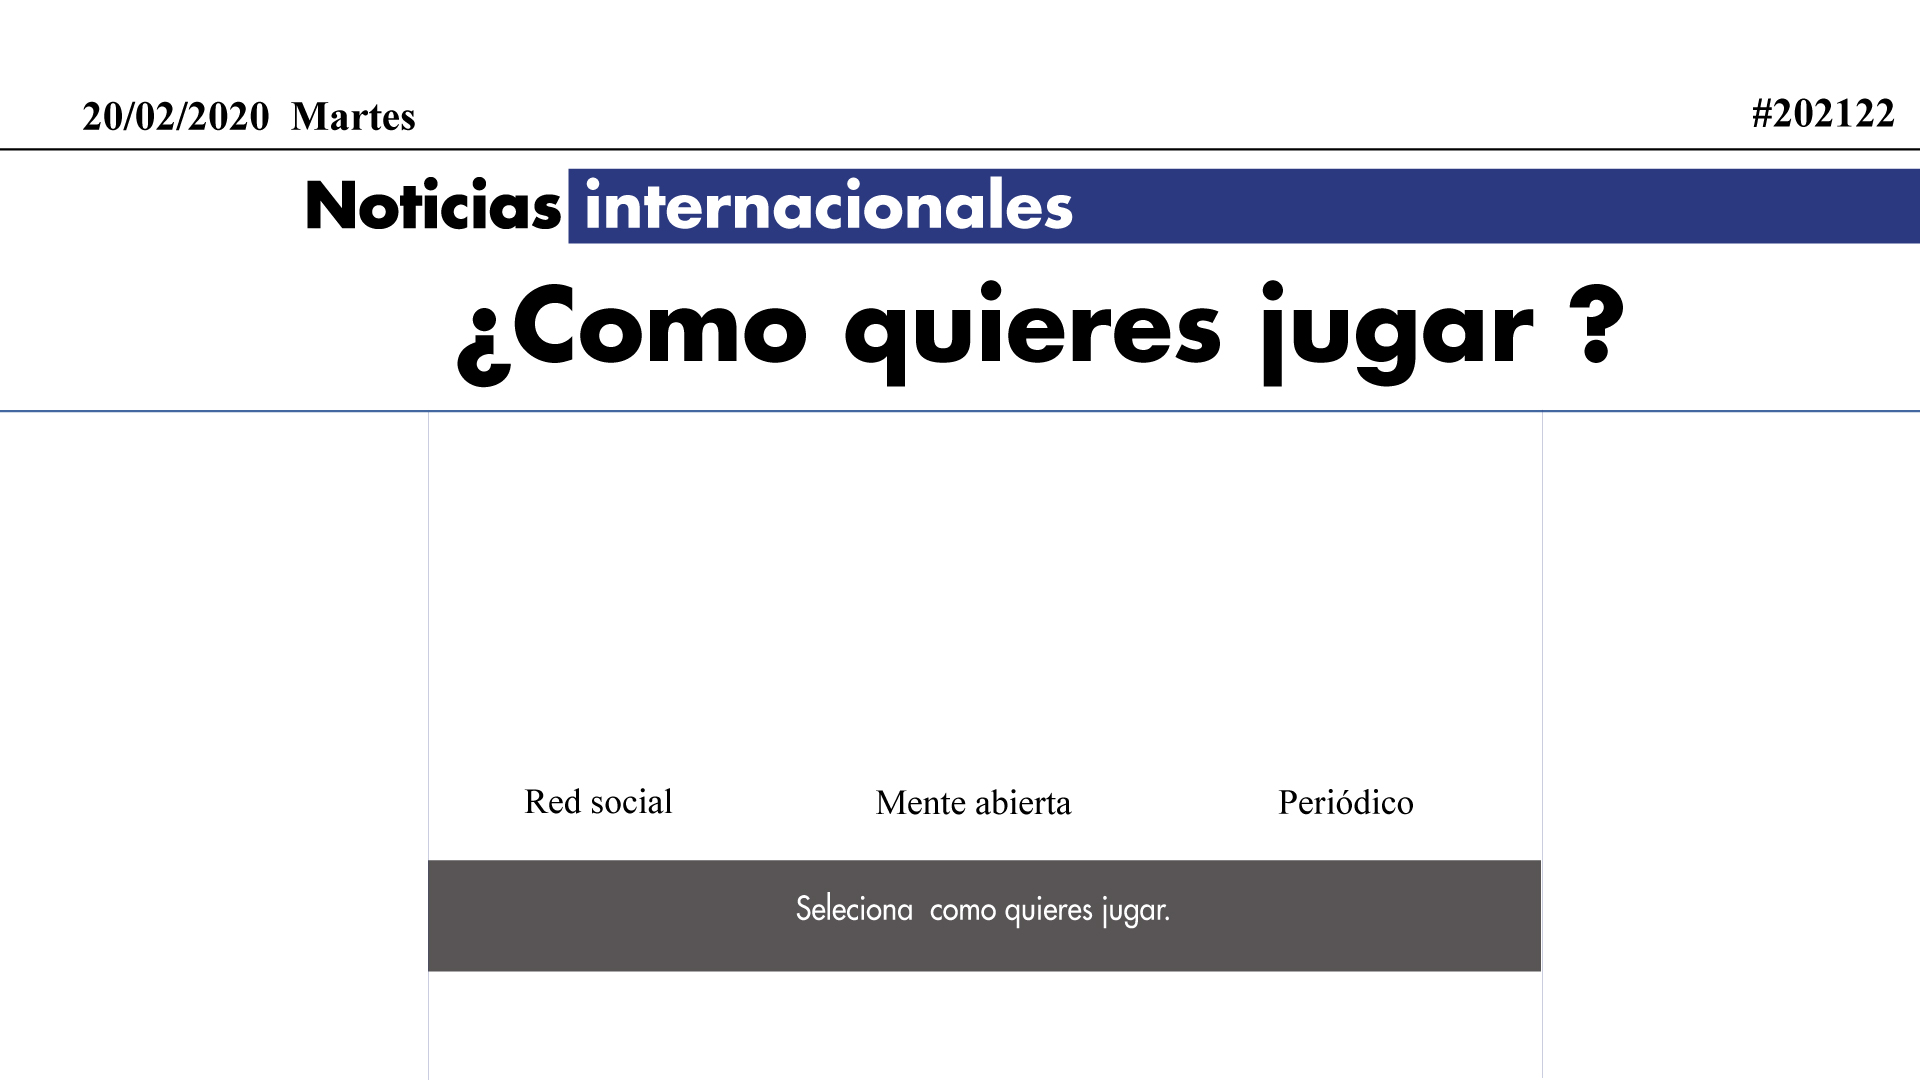 20/02/2020 Martes
#202122
Noticias internacionales
¿Como quieres jugar ?
Red social
Mente abierta
Periódico
Seleciona como quieres jugar.